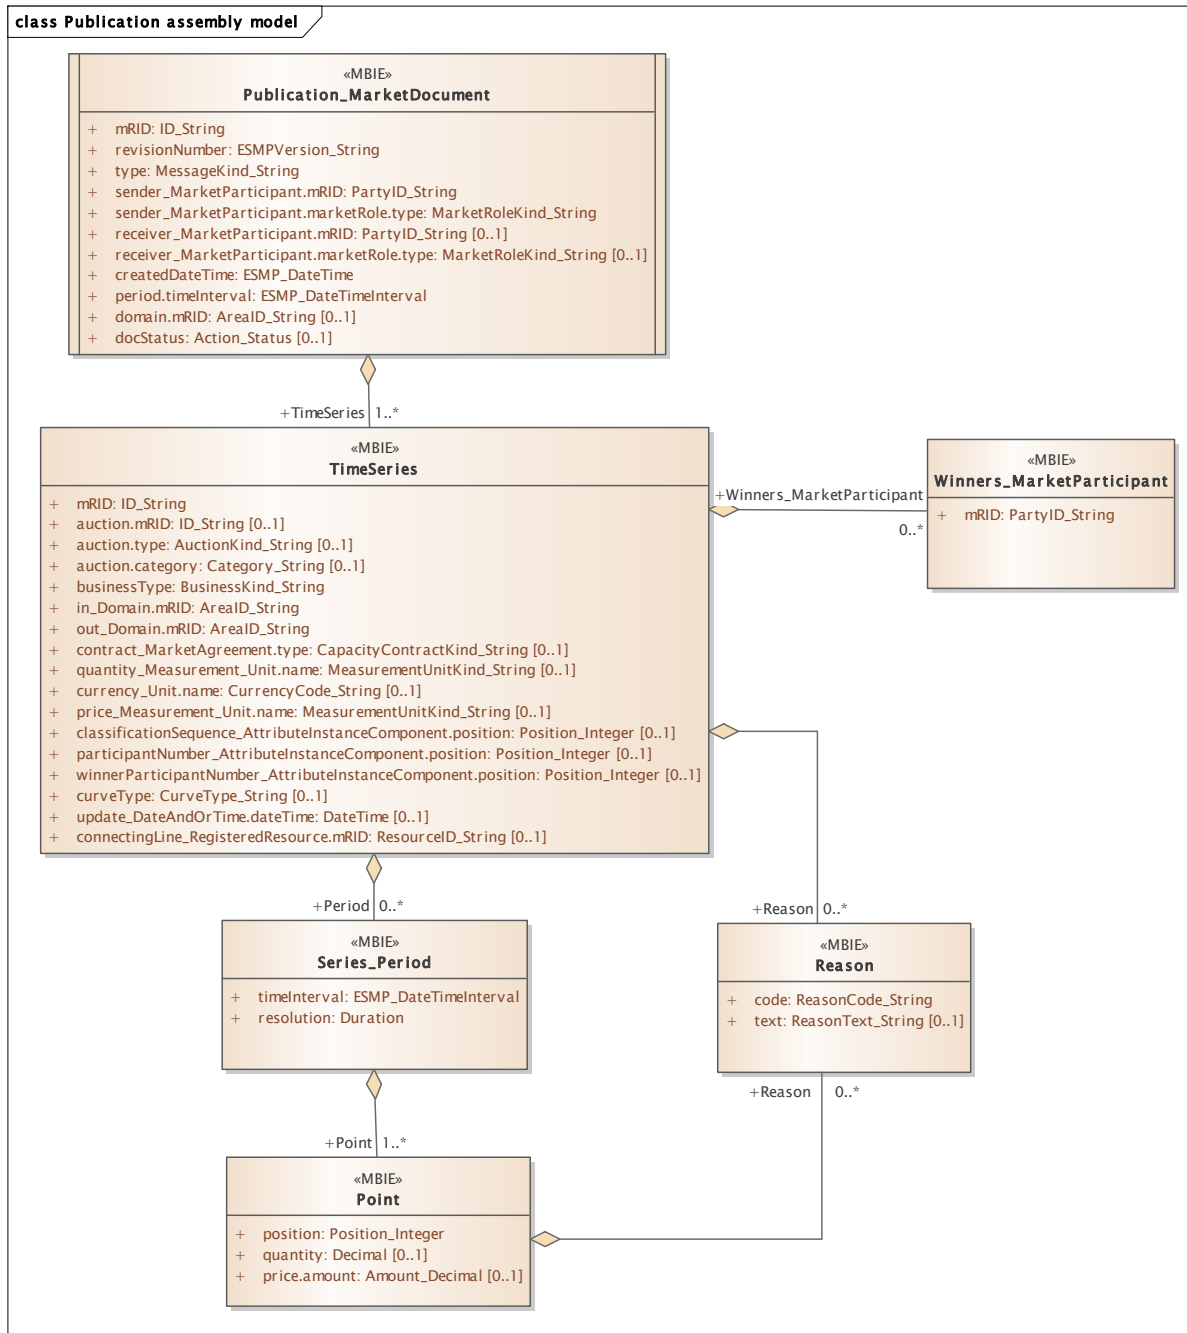 class Publication assembly model
«MBIE»
Publication_MarketDocument
+ mRID: ID_String
+ revisionNumber: ESMPVersion_String
+ type: MessageKind_String
+ sender_MarketParticipant.mRID: PartyID_String
+ sender_MarketParticipant.marketRole.type: MarketRoleKind_String
+ receiver_MarketParticipant.mRID: PartyID_String [0..1]
+ receiver_MarketParticipant.marketRole.type: MarketRoleKind_String [0..1]
+ createdDateTime: ESMP_DateTime
+ period.timeInterval: ESMP_DateTimeInterval
+ domain.mRID: AreaID_String [0..1]
+ docStatus: Action_Status [0..1]
+TimeSeries 1..*
«MBIE»
TimeSeries
+ mRID: ID_String
+ auction.mRID: ID_String [0..1]
+ auction.type: AuctionKind_String [0..1]
+ auction.category: Category_String [0..1]
+ businessType: BusinessKind_String
+ in_Domain.mRID: AreaID_String
+ out_Domain.mRID: AreaID_String
+ contract_MarketAgreement.type: CapacityContractKind_String [0..1]
+ quantity_Measurement_Unit.name: MeasurementUnitKind_String [0..1]
+ currency_Unit.name: CurrencyCode_String [0..1]
+ price_Measurement_Unit.name: MeasurementUnitKind_String [0..1]
+ classificationSequence_AttributeInstanceComponent.position: Position_Integer [0..1]
+ participantNumber_AttributeInstanceComponent.position: Position_Integer [0..1]
+ winnerParticipantNumber_AttributeInstanceComponent.position: Position_Integer [0..1]
+ curveType: CurveType_String [0..1]
+ update_DateAndOrTime.dateTime: DateTime [0..1]
+ connectingLine_RegisteredResource.mRID: ResourceID_String [0..1]
+Winners_MarketParticipant
0..*
«MBIE»
Winners_MarketParticipant
+ mRID: PartyID_String
+Period 0..*
+Reason 0..*
«MBIE»
Series_Period
+ timeInterval: ESMP_DateTimeInterval
+ resolution: Duration
«MBIE»
Reason
+ code: ReasonCode_String
+ text: ReasonText_String [0..1]
+Reason 0..*
+Point 1..*
«MBIE»
Point
+ position: Position_Integer
+ quantity: Decimal [0..1]
+ price.amount: Amount_Decimal [0..1]